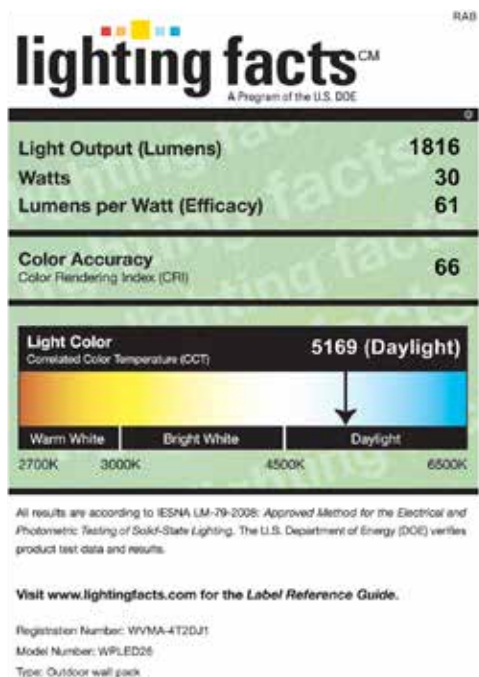 RAB
lighting facts CM
A Program of the U.S. DOE
Light Output (Lumens) 1816
Watts 30
Lumens per Watt (Efficacy) 61
Color Accuracy 66
Color Rendering Index (CRI)
Light Color 5169 (Daylight)
Correlated Color Temperature (CCT)
Warm White Bright White Daylight
2700K 3000K 4500K 6500K
All results are according to IESNA LM-79-2008: Approved Method for the Electrical and
Photometric Testing of Solid-State Lighting. The U.S. Department of Energy (DOE) verifies
product test data and results.
Visit www.lightingfacts.com for the Label Reference Guide.
Registration Number: WVMA-4T2DJ1
Model Number: WPLED26
Type: Outdoor wall pack